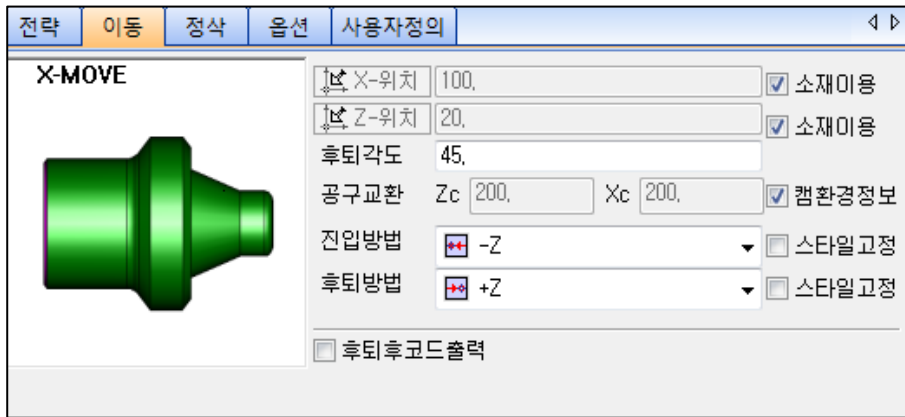 전략 이동 정삭 옵션 사용자정의
X-MOVE
X-위치 100, 소재이용
Z-위치 20, 소재이용
후퇴각도 45,
공구교환 Zc 200, Xc 200, 캠환경정보
진입방법 -Z 스타일고정
후퇴방법 +Z 스타일고정
후퇴후코드출력